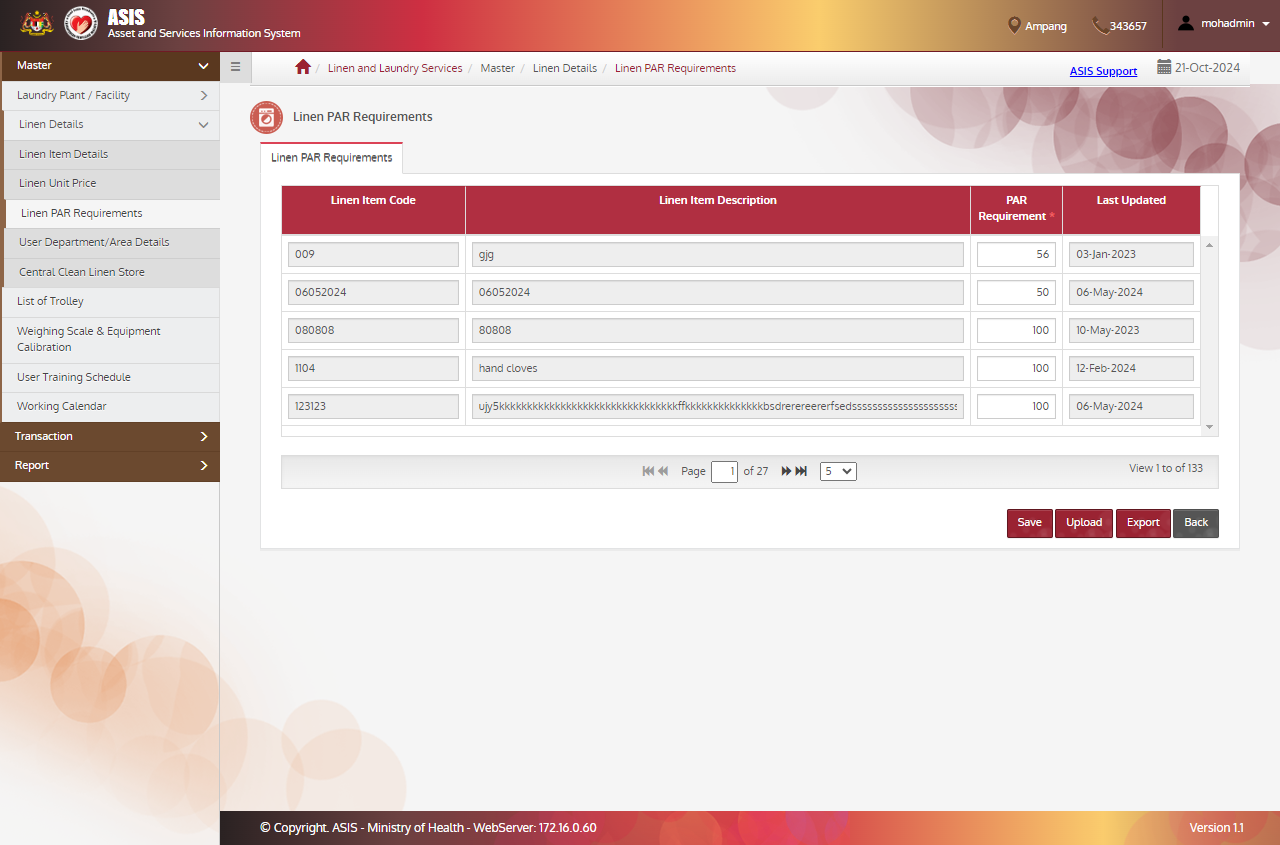 ASIS
Asset and Services Information System
Ampang
343657
mohadmin
Master
Laundry Plant / Facility
Linen Details
Linen Item Details
Linen Unit Price
Linen PAR Requirements
User Department/Area Details
Central Clean Linen Store
List of Trolley
Weighing Scale & Equipment
Calibration
User Training Schedule
Working Calendar
Transaction
Report
/ Linen and Laundry Services / Master / Linen Details / Linen PAR Requirements
ASIS Support
21-Oct-2024
Linen PAR Requirements
Linen PAR Requirements
Linen Item Code Linen Item Description PAR Requirement * Last Updated
009 gjg 56 03-Jan-2023
06052024 06052024 50 06-May-2024
080808 80808 100 10-May-2023
1104 hand cloves 100 12-Feb-2024
123123 100 06-May-2024
Page 1 of 27 5 View 1 to of 133
Save Upload Export Back
© Copyright. ASIS - Ministry of Health - WebServer: 172.16.0.60
Version 1.1